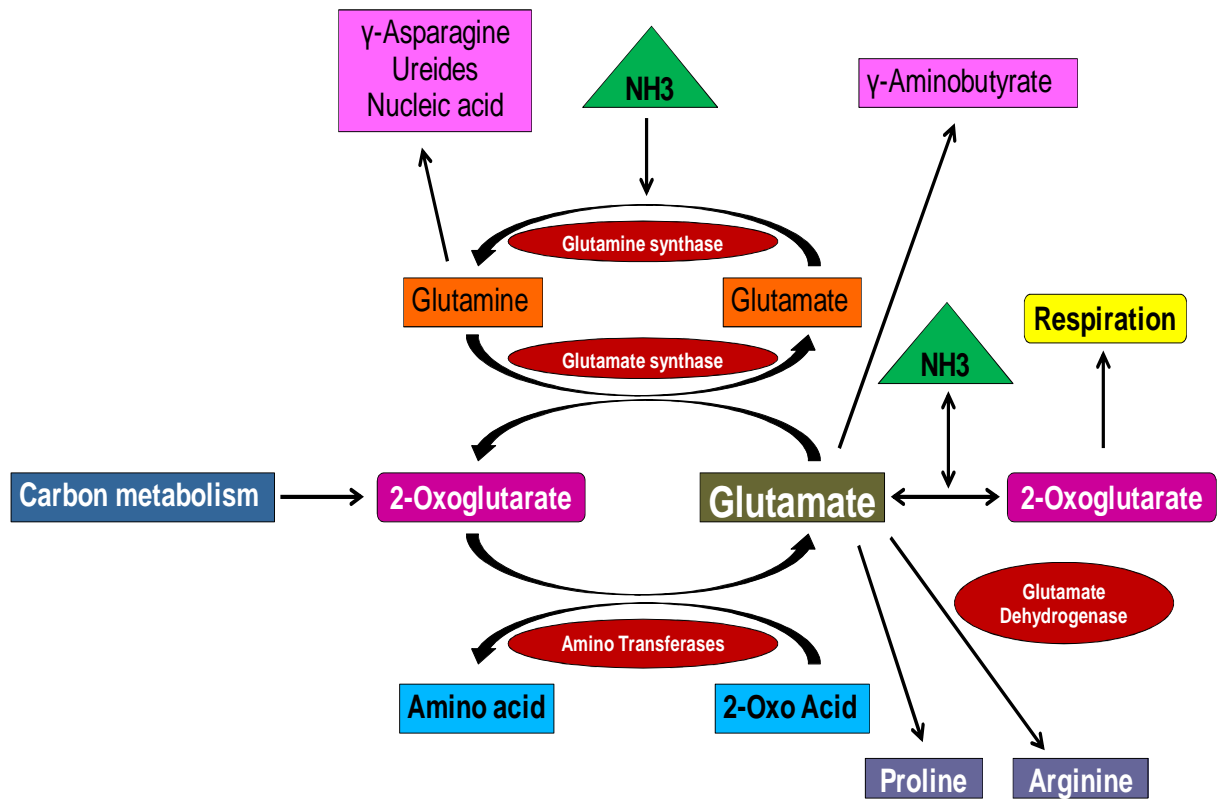 γ-Asparagine
Ureides
Nucleic acid
NH3
γ-Aminobutyrate
Glutamine synthase
Glutamine
Glutamate
Respiration
Glutamate synthase
NH3
Carbon metabolism
2-Oxoglutarate
Glutamate
2-Oxoglutarate
Glutamate
Dehydrogenase
Amino Transferases
Amino acid
2-Oxo Acid
Proline
Arginine